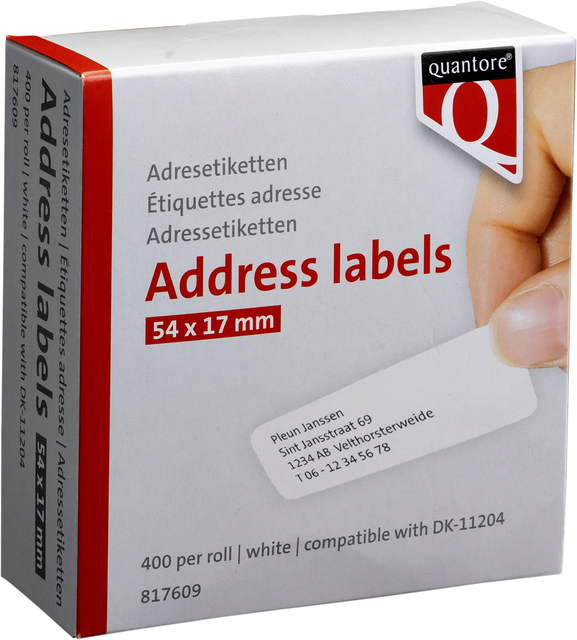 quantore®
Q
Adresetiketten
Étiquettes adresse
Adressetiketten
Address labels
54 x 17 mm
Pleun Janssen
Sint Jansstraat 69
1234 AB Velthorsterweide
T 06 - 12 34 56 78
400 per roll | white | compatible with DK-11204
817609
Adresetiketten | Étiquettes adresse | Adressetiketten
Address labels 54 x 17 mm
400 per roll | white | compatible with DK-11204
817609